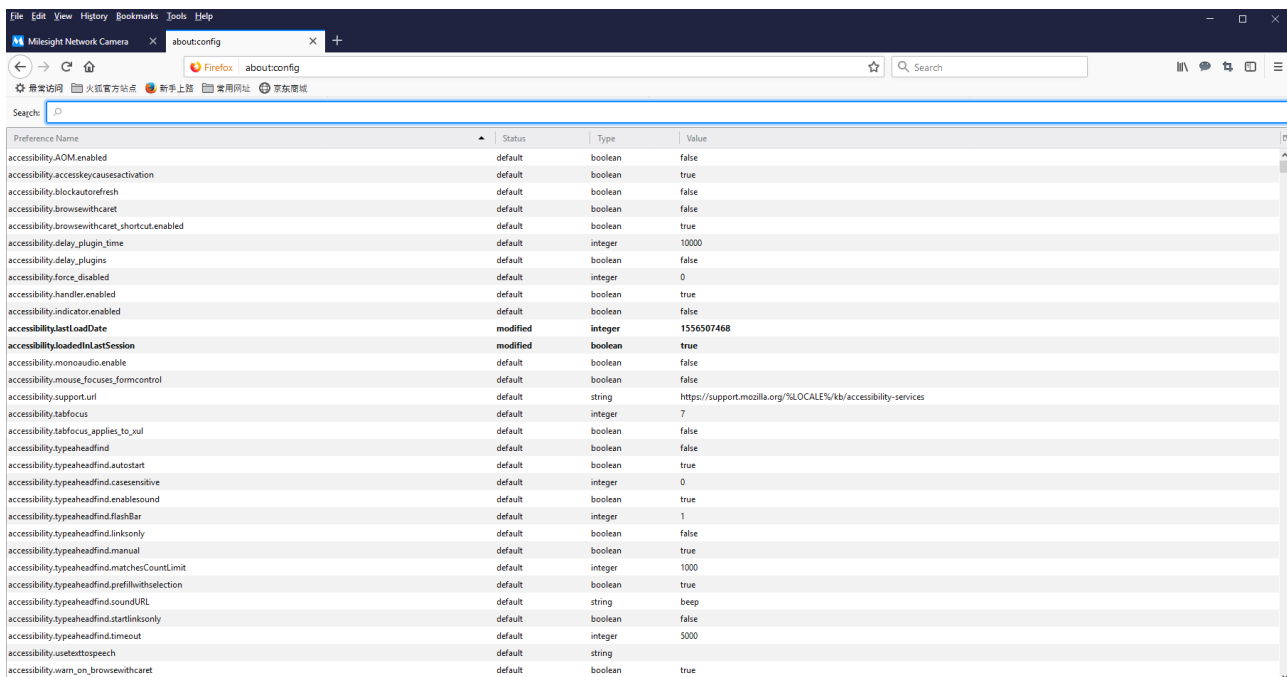 File Edit View History Bookmarks Tools Help
Milesight Network Camera about:config
Firefox about:config Search
最常访问 火狐官方站点 新手上路 常用网址 京东商城
Search:
Preference Name Status Type Value
accessibility.AOM.enabled default boolean false
accessibility.accesskeycausesactivation default boolean true
accessibility.blockautorefresh default boolean false
accessibility.browsewithcaret default boolean false
accessibility.browsewithcaret_shortcut.enabled default boolean true
accessibility.delay_plugin_time default integer 10000
accessibility.delay_plugins default boolean false
accessibility.force_disabled default integer 0
accessibility.handler.enabled default boolean true
accessibility.indicator.enabled default boolean false
accessibility.lastLoadDate modified integer 1556507468
accessibility.loadedInLastSession modified boolean true
accessibility.monoaudio.enable default boolean false
accessibility.mouse_focuses_formcontrol default boolean false
accessibility.support.url default string https://support.mozilla.org/%LOCALE%/kb/accessibility-services
accessibility.tabfocus default integer 7
accessibility.tabfocus_applies_to_xul default boolean false
accessibility.typeaheadfind default boolean false
accessibility.typeaheadfind.autostart default boolean true
accessibility.typeaheadfind.casesensitive default integer 0
accessibility.typeaheadfind.enablesound default boolean true
accessibility.typeaheadfind.flashBar default integer 1
accessibility.typeaheadfind.linksonly default boolean false
accessibility.typeaheadfind.manual default boolean true
accessibility.typeaheadfind.matchesCountLimit default integer 1000
accessibility.typeaheadfind.prefillwithselection default boolean true
accessibility.typeaheadfind.soundURL default string beep
accessibility.typeaheadfind.startlinksonly default boolean false
accessibility.typeaheadfind.timeout default integer 5000
accessibility.usetexttospeech default string
accessibility.warn_on_browsewithcaret default boolean true